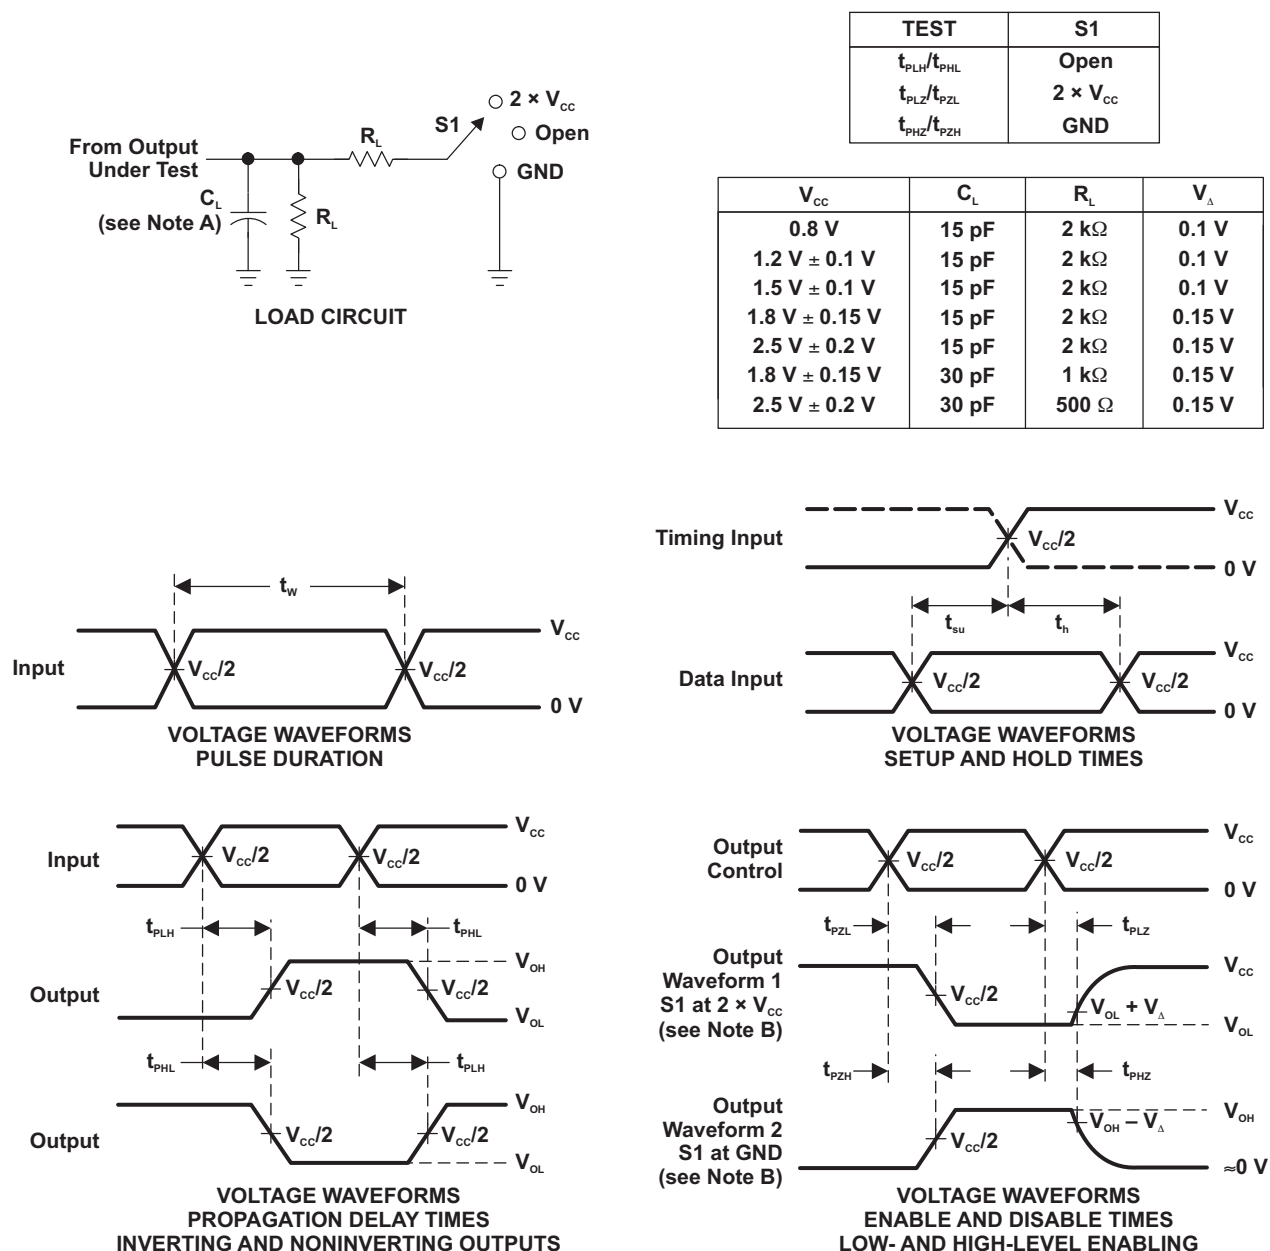 TEST S1
tPLH/tPHL Open
tPLZ/tPZL 2 × VCC
tPHZ/tPZH GND
2 × VCC
S1
Open
RL
From Output
Under Test
GND
CL
(see Note A)
RL
LOAD CIRCUIT
VCC CL RL VΔ
0.8 V 15 pF 2 kΩ 0.1 V
1.2 V ± 0.1 V 15 pF 2 kΩ 0.1 V
1.5 V ± 0.1 V 15 pF 2 kΩ 0.1 V
1.8 V ± 0.15 V 15 pF 2 kΩ 0.15 V
2.5 V ± 0.2 V 15 pF 2 kΩ 0.15 V
1.8 V ± 0.15 V 30 pF 1 kΩ 0.15 V
2.5 V ± 0.2 V 30 pF 500 Ω 0.15 V
tW
VCC
Input
VCC/2
VCC/2
0 V
VOLTAGE WAVEFORMS
PULSE DURATION
VCC
Timing Input
VCC/2
0 V
tsu
th
VCC
Data Input
VCC/2
VCC/2
0 V
VOLTAGE WAVEFORMS
SETUP AND HOLD TIMES
VCC
Input
VCC/2
VCC/2
0 V
tPLH
tPHL
VOH
Output
VCC/2
VCC/2
VOL
tPHL
tPLH
VOH
Output
VCC/2
VCC/2
VOL
VOLTAGE WAVEFORMS
PROPAGATION DELAY TIMES
INVERTING AND NONINVERTING OUTPUTS
VCC
Output
Control
VCC/2
VCC/2
0 V
tPZL
tPLZ
Output
Waveform 1
S1 at 2 × VCC
(see Note B)
VCC
VCC/2
VOL + VΔ
VOL
tPZH
tPHZ
Output
Waveform 2
S1 at GND
(see Note B)
VOH
VOH − VΔ
VCC/2
≈0 V
VOLTAGE WAVEFORMS
ENABLE AND DISABLE TIMES
LOW- AND HIGH-LEVEL ENABLING